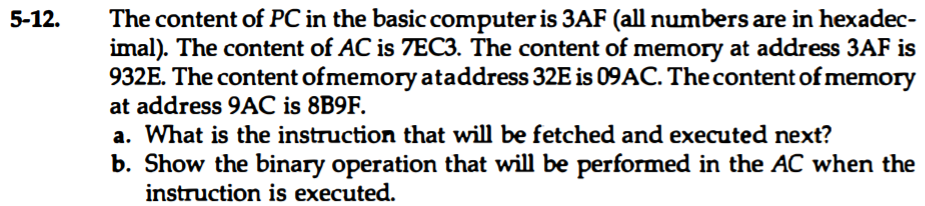 5-12. The content of PC in the basic computer is 3AF (all numbers are in hexadec-
imal). The content of AC is 7EC3. The content of memory at address 3AF is
932E. The content of memory at address 32E is 09AC. The content of memory
at address 9AC is 8B9F.
a. What is the instruction that will be fetched and executed next?
b. Show the binary operation that will be performed in the AC when the
instruction is executed.